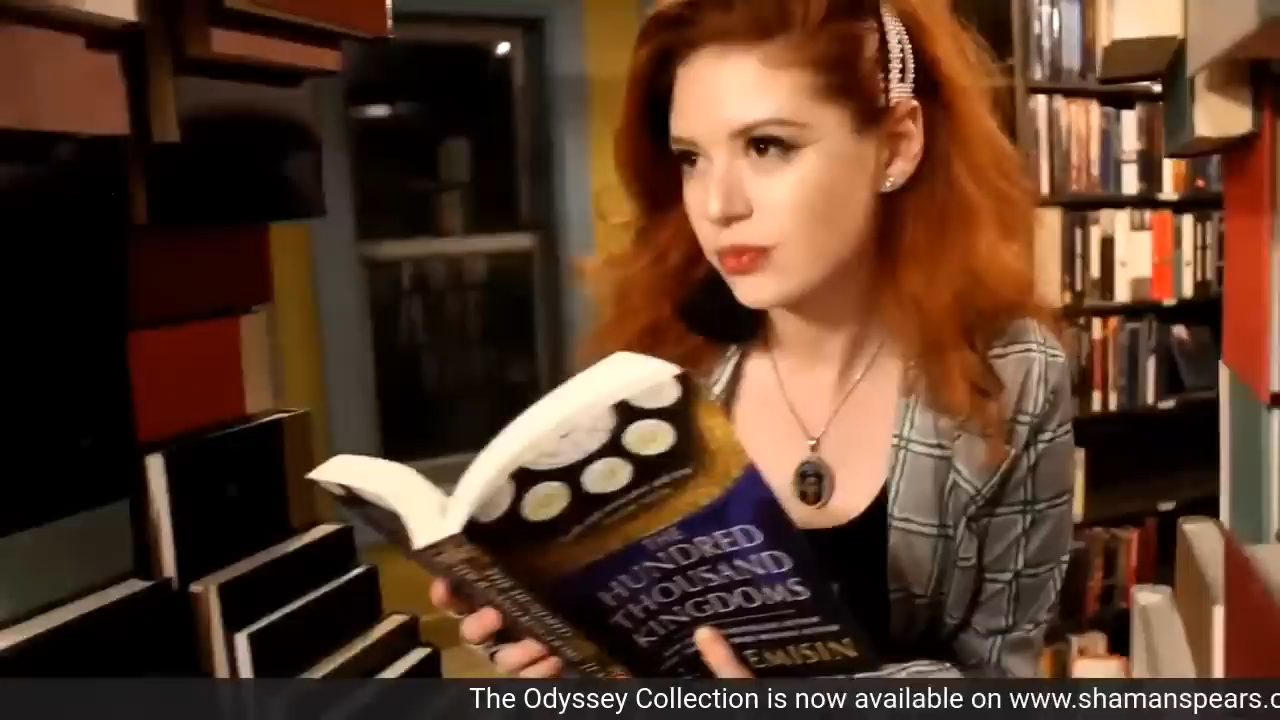 THE
HUNDRED
THOUSAND
KINGDOMS
EMISIN
The Odyssey Collection is now available on www.shamanspears.c